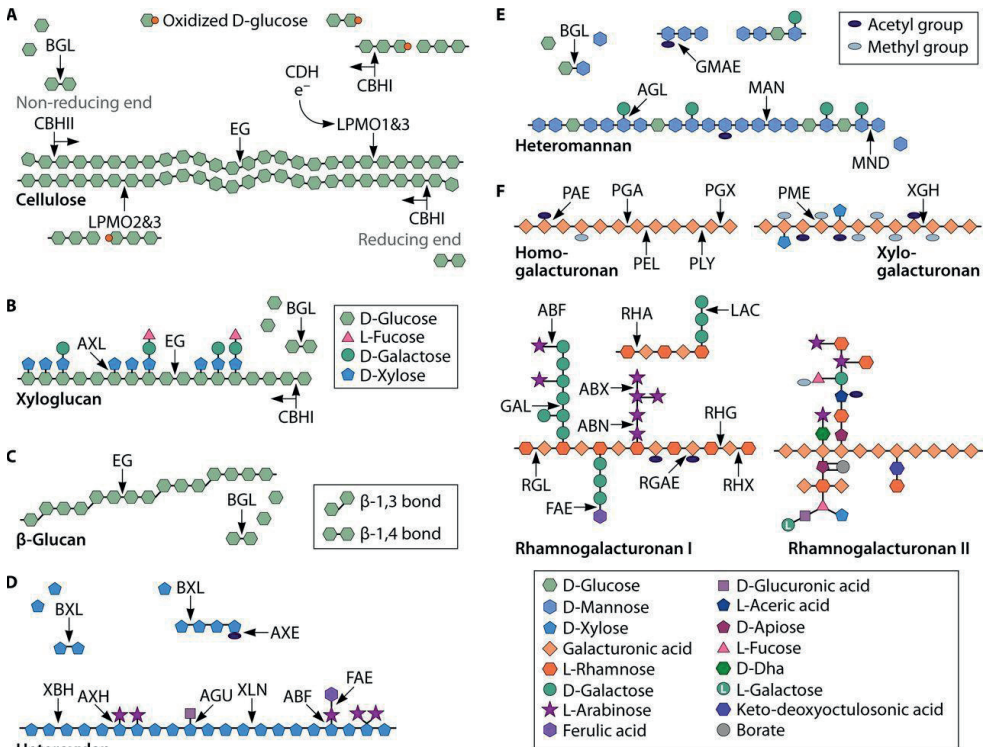 A
Oxidized D-glucose
BGL
Non-reducing end
CBHII
CDH
e⁻
CBHI
EG
LPMO1&3
Cellulose
LPMO2&3
CBHI
Reducing end
B
AXL
EG
BGL
CBHI
Xyloglucan
D-Glucose
L-Fucose
D-Galactose
D-Xylose
C
EG
BGL
β-Glucan
β-1,3 bond
β-1,4 bond
D
BXL
BXL
AXE
XBH
AXH
AGU
XLN
ABF
FAE
E
BGL
GMAE
Acetyl group
Methyl group
AGL
MAN
Heteromannan
MND
F
PAE
PGA
PGX
PME
XGH
Homo-
galacturonan
PEL
PLY
Xylo-
galacturonan
ABF
RHA
LAC
GAL
ABX
ABN
RHG
RGL
FAE
RGAE
RHX
L
Rhamnogalacturonan I
Rhamnogalacturonan II
D-Glucose
D-Mannose
D-Xylose
Galacturonic acid
L-Rhamnose
D-Galactose
L-Arabinose
Ferulic acid
D-Glucuronic acid
L-Aceric acid
D-Apiose
L-Fucose
D-Dha
L L-Galactose
Keto-deoxyoctulosonic acid
Borate